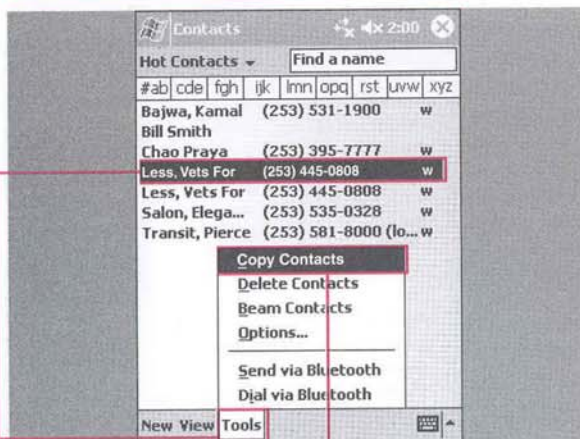 Contacts 2:00
Hot Contacts Find a name
#ab cde fgh ijk lmn opq rst uvw xyz
Bajwa, Kamal (253) 531-1900 w
Bill Smith
Chao Praya (253) 395-7777 w
Less, Vets For (253) 445-0808 w
Less, Vets For (253) 445-0808 w
Salon, Elega... (253) 535-0328 w
Transit, Pierce (253) 581-8000 (lo... w
Copy Contacts
Delete Contacts
Beam Contacts
Options...
Send via Bluetooth
Dial via Bluetooth
New View Tools